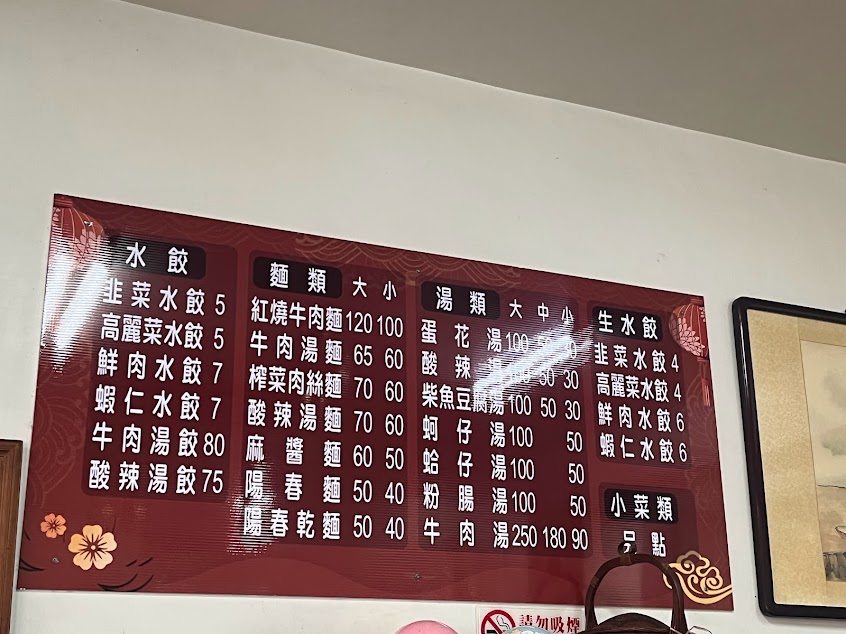 水餃
韭菜水餃 5
高麗菜水餃 5
鮮肉水餃 7
蝦仁水餃 7
牛肉湯餃 80
酸辣湯餃 75
麵類 大 小
紅燒牛肉麵 120 100
牛肉湯麵 65 60
榨菜肉絲麵 70 60
酸辣湯麵 70 60
麻醬麵 60 50
陽春麵 50 40
陽春乾麵 50 40
湯類 大 中 小
蛋花湯 100
酸辣湯 50 30
柴魚豆腐湯 100 50 30
蚵仔湯 100 50
蛤仔湯 100 50
粉腸湯 100 50
牛肉湯 250 180 90
生水餃
韭菜水餃 4
高麗菜水餃 4
鮮肉水餃 6
蝦仁水餃 6
小菜類
另點
請勿吸煙